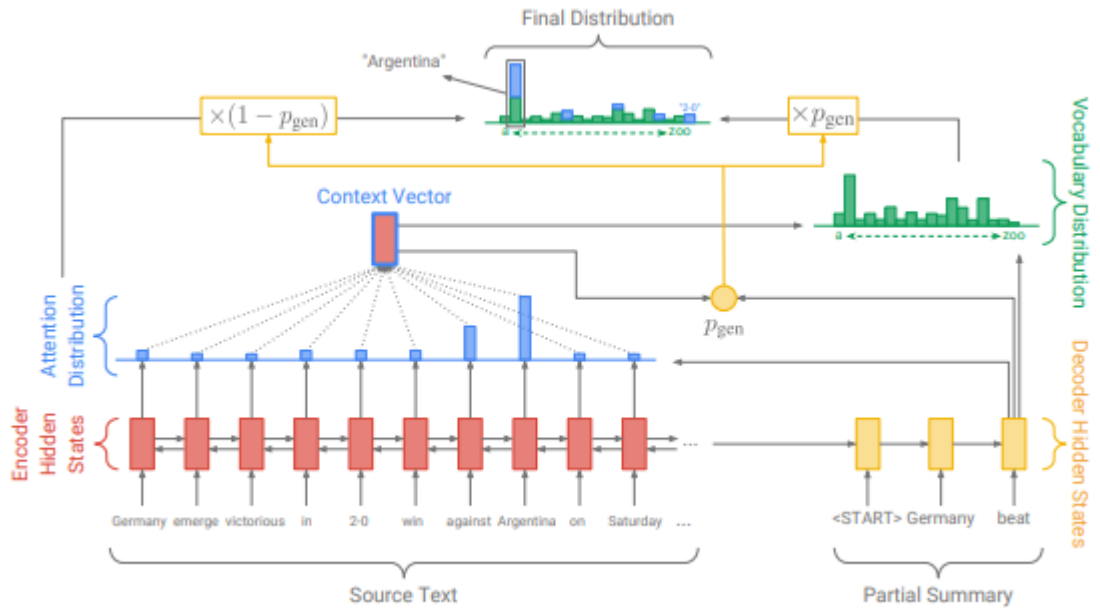 Final Distribution
"Argentina"
×(1 − p_gen)
"2-0"
×p_gen
a
zoo
Context Vector
a
zoo
Vocabulary Distribution
Attention
Distribution
p_gen
Encoder
Hidden
States
...
Decoder Hidden States
Germany emerge victorious in 2-0 win against Argentina on Saturday ...
<START> Germany beat
Source Text
Partial Summary